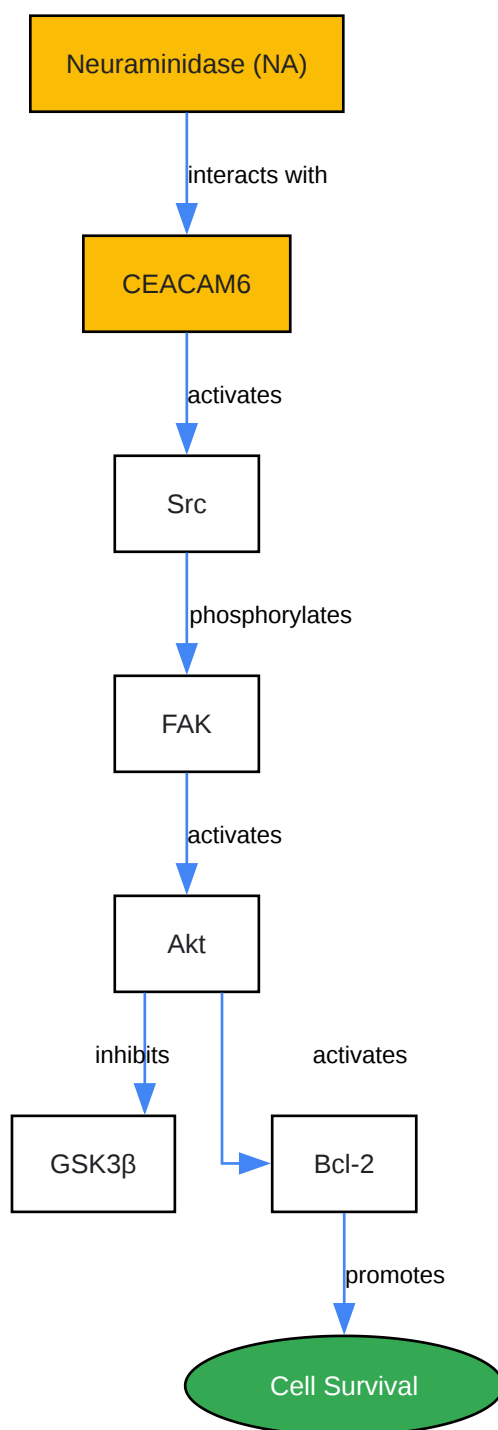 Neuraminidase (NA)
interacts with
CEACAM6
activates
Src
phosphorylates
FAK
activates
Akt
inhibits
activates
GSK3β
Bcl-2
promotes
Cell Survival